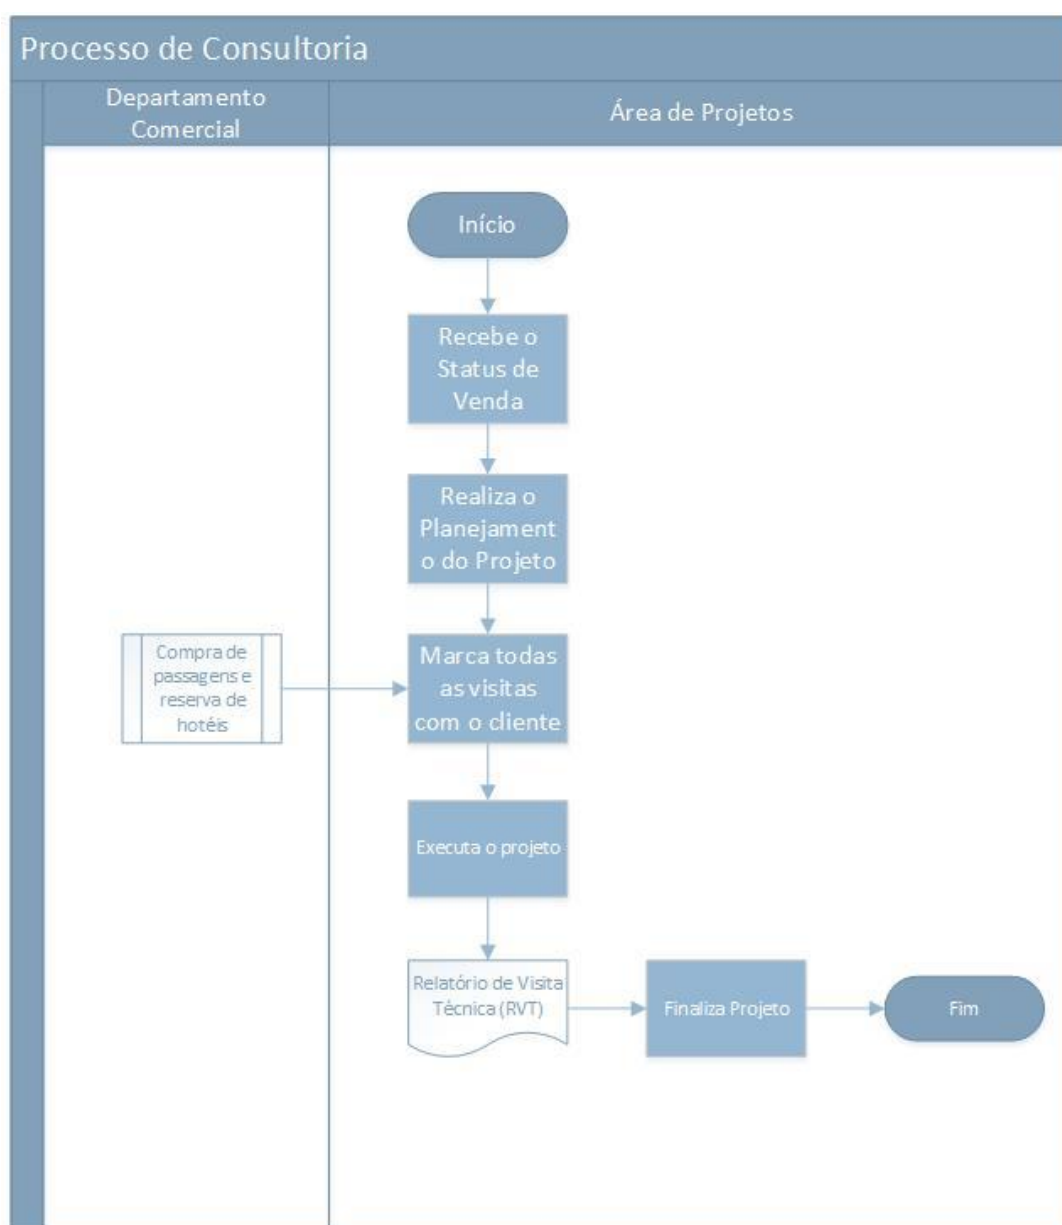 Processo de Consultoria
Departamento
Comercial
Área de Projetos
Início
Recebe o
Status de
Venda
Realiza o
Planejament
o do Projeto
Compra de
passagens e
reserva de
hotéis
Marca todas
as visitas
com o cliente
Executa o projeto
Relatório de Visita
Técnica (RVT)
Finaliza Projeto
Fim